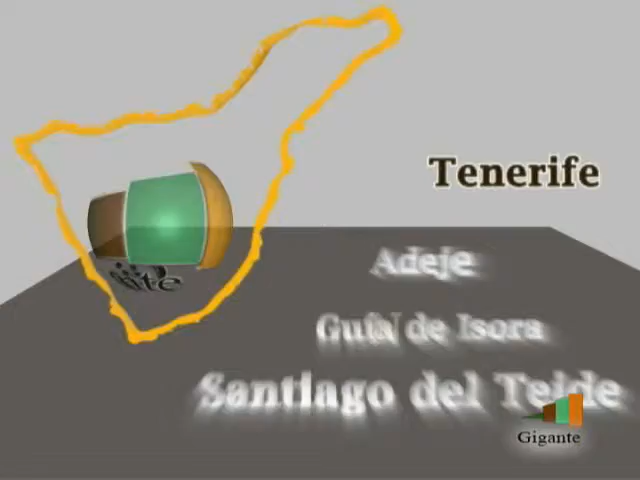 Tenerife
Adeje
Guía de Isora
Santiago del Teide
Gigante